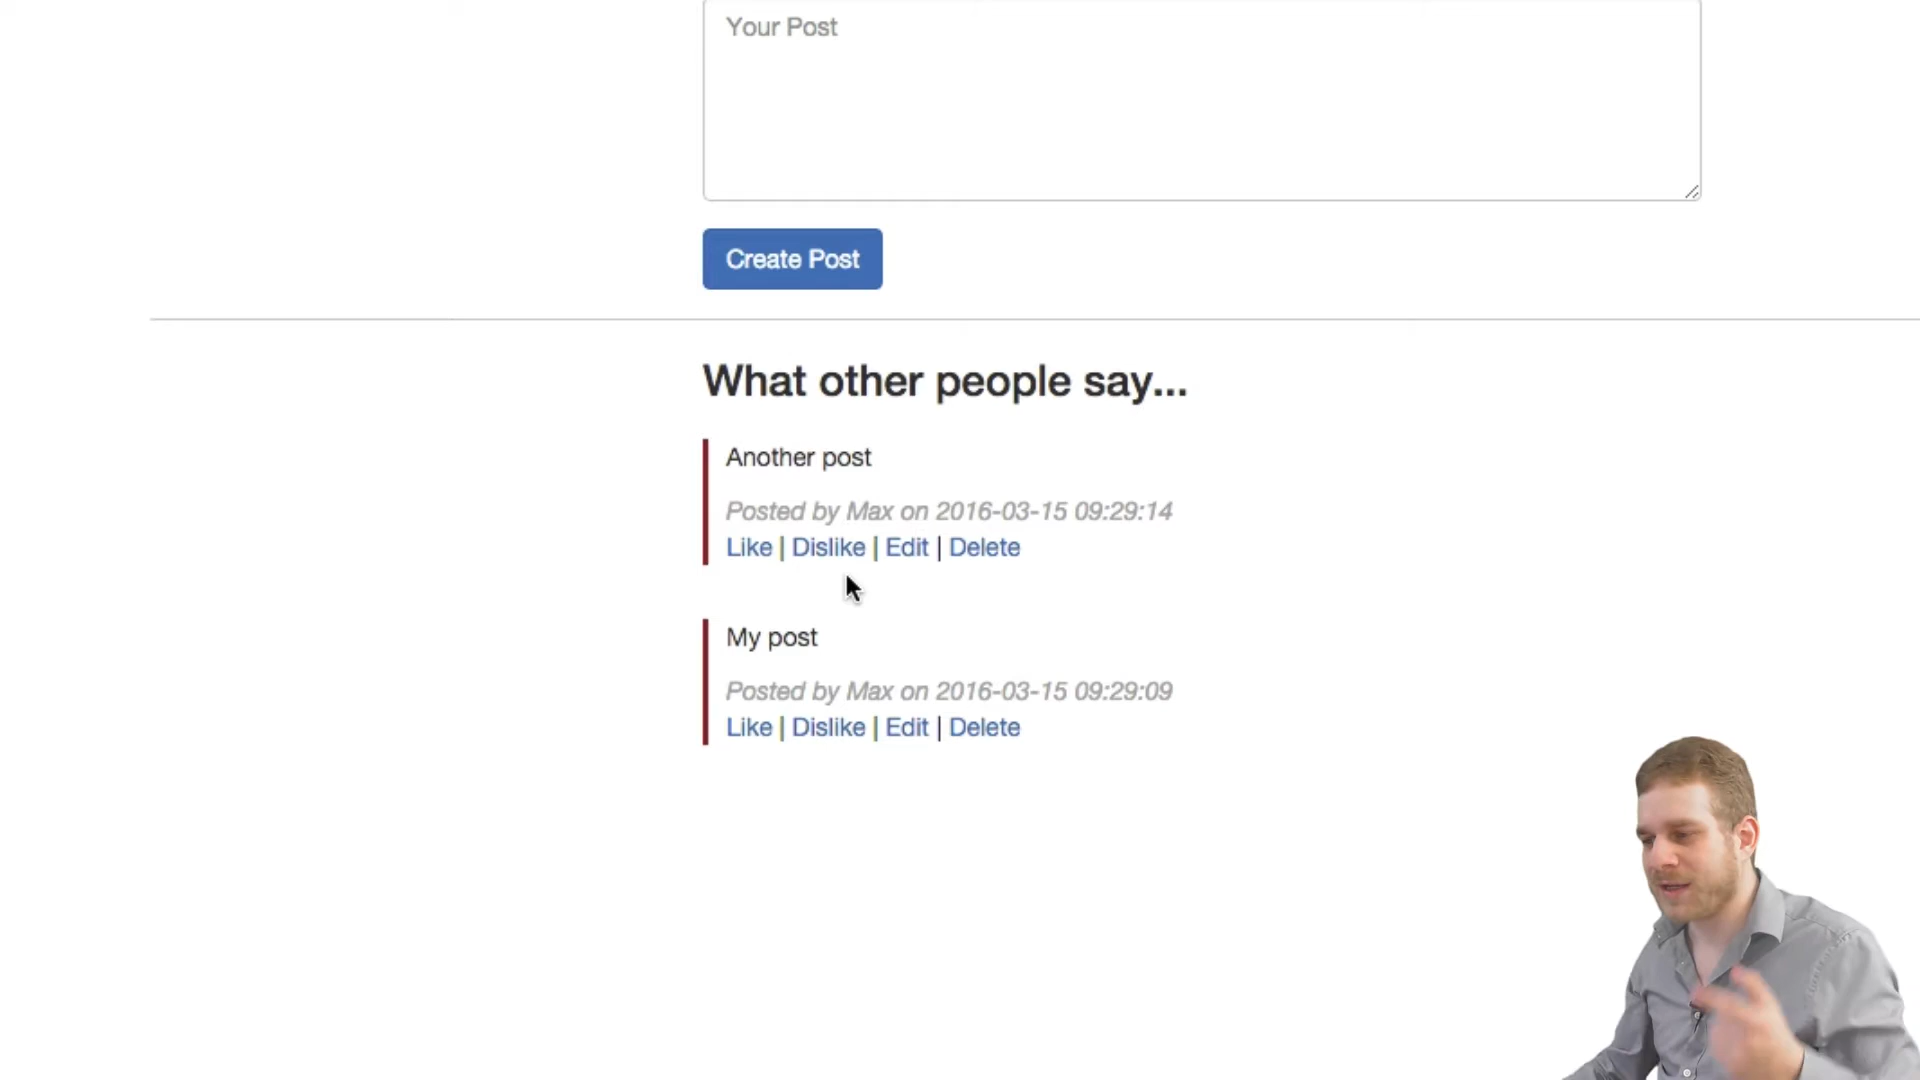 Your Post
Create Post
What other people say...
Another post
Posted by Max on 2016-03-15 09:29:14
Like | Dislike | Edit | Delete
My post
Posted by Max on 2016-03-15 09:29:09
Like | Dislike | Edit | Delete